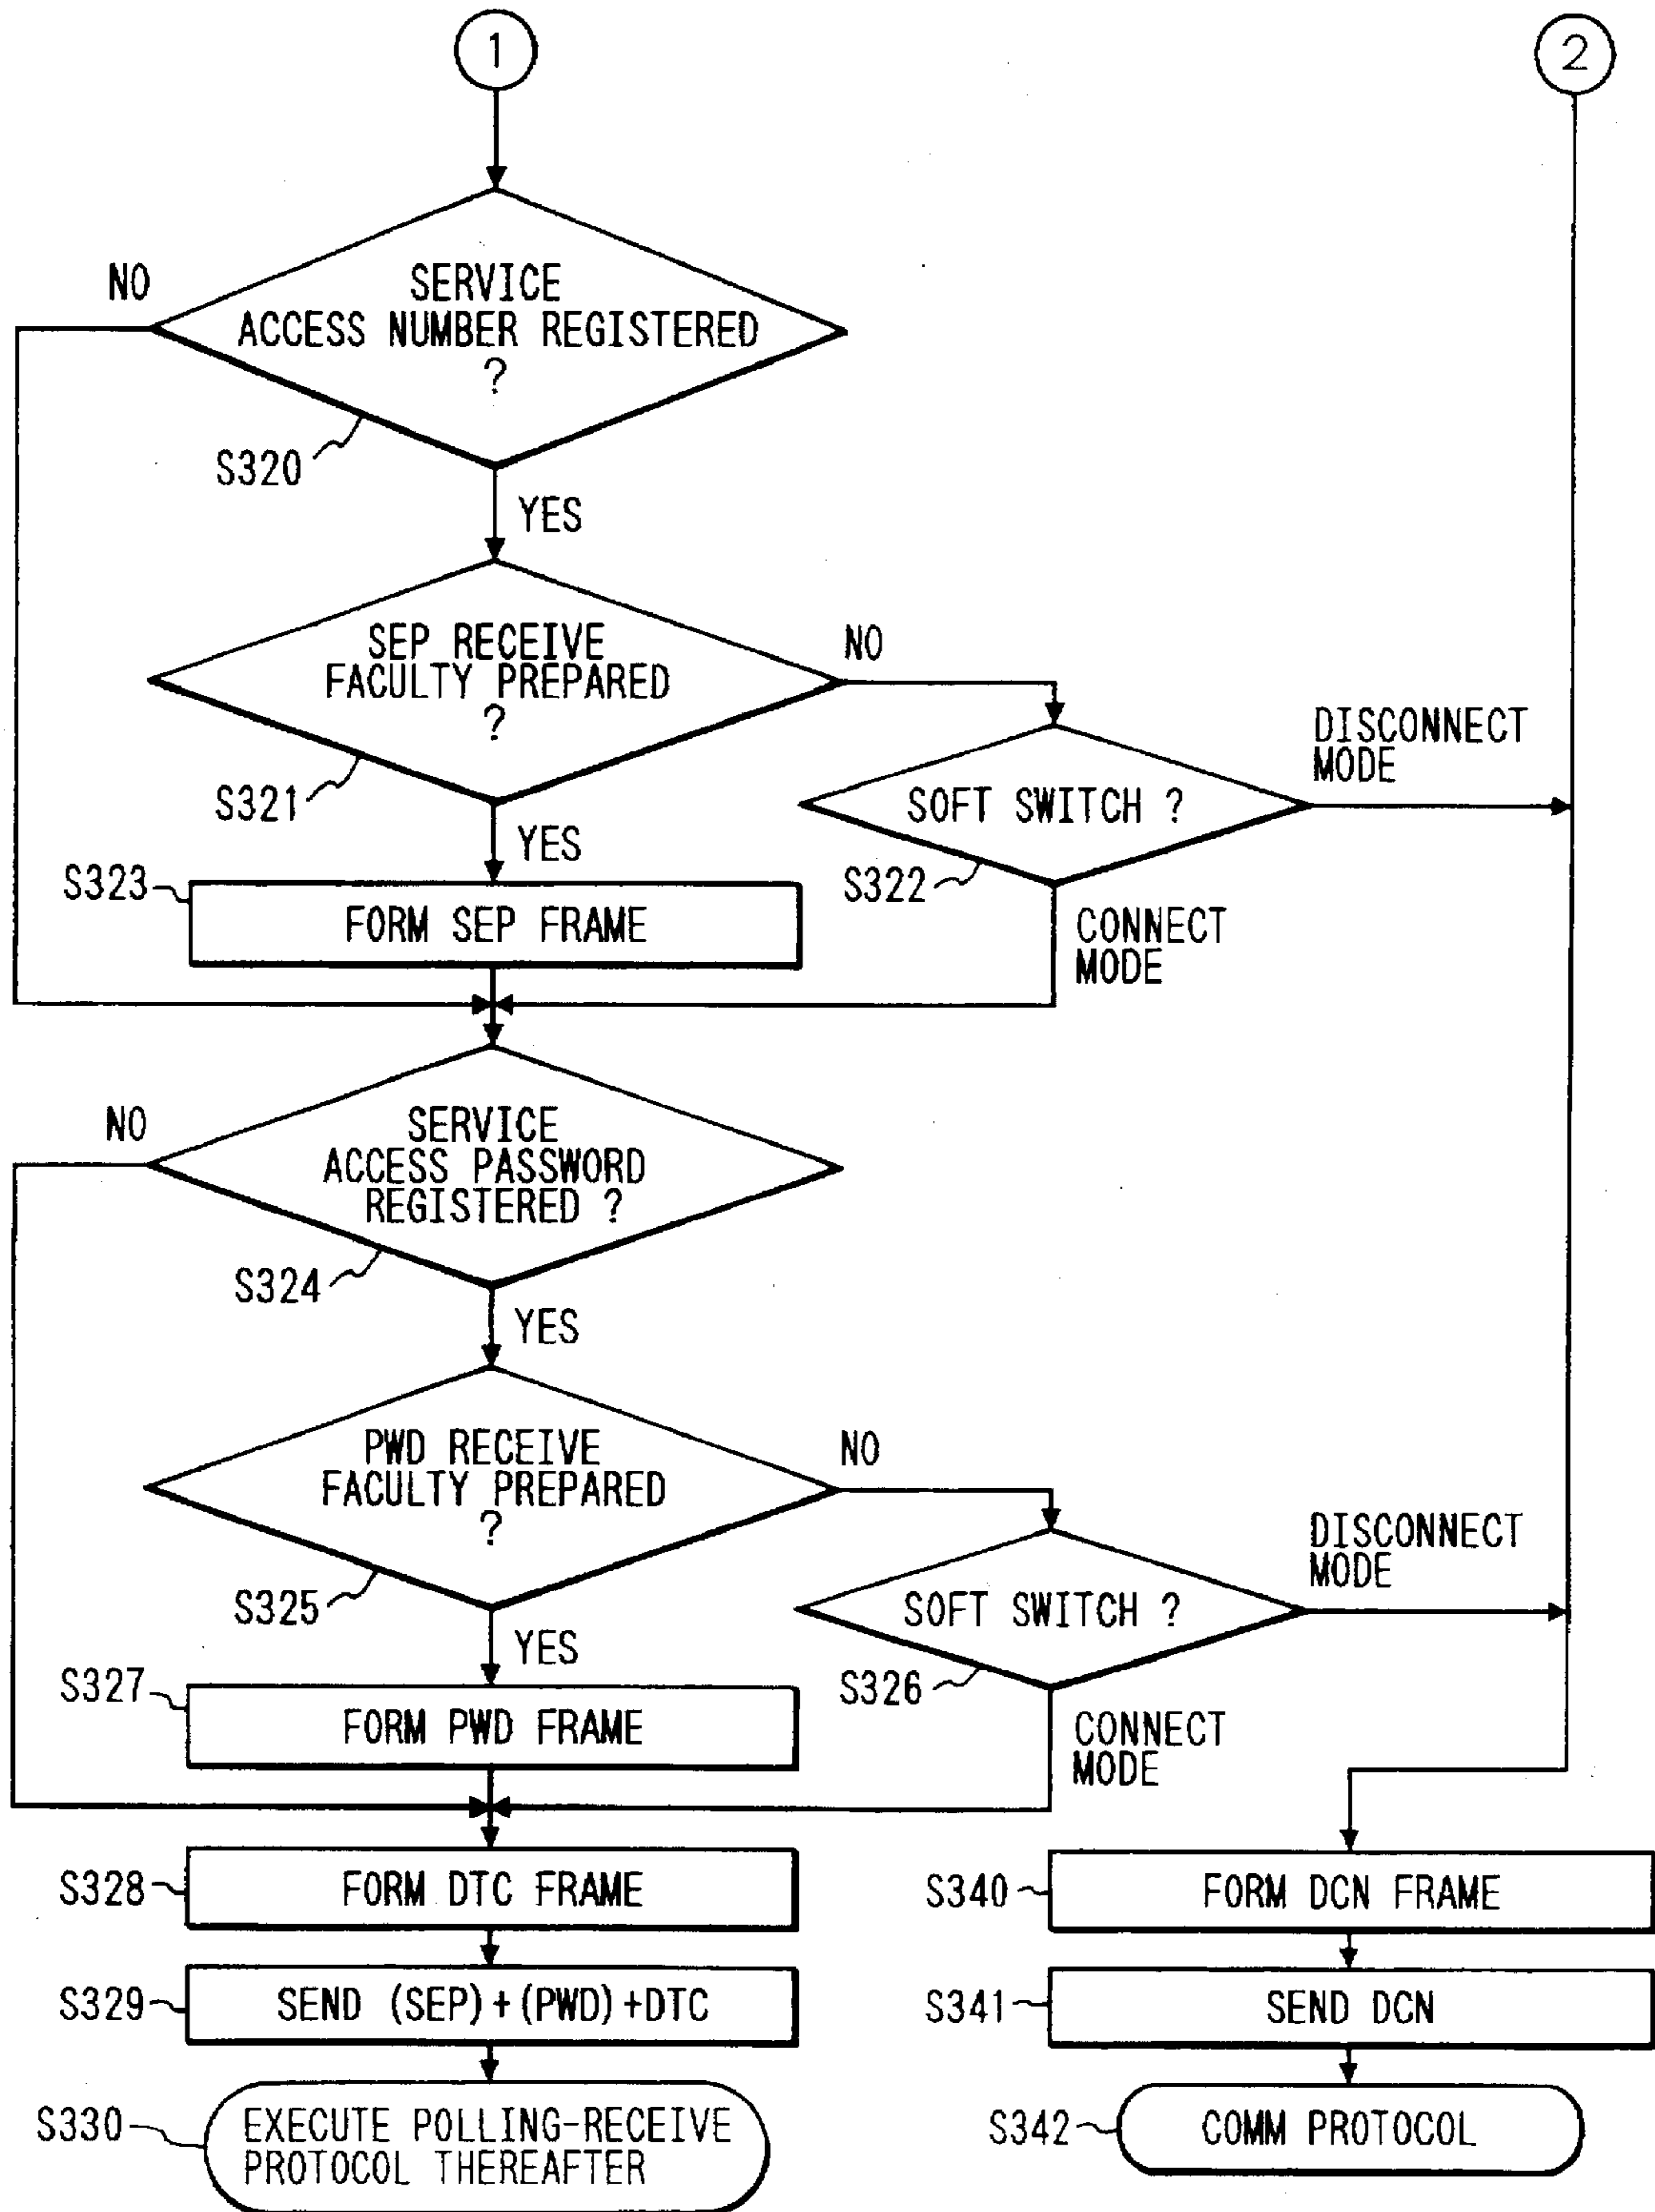 1
2
NO
SERVICE
ACCESS NUMBER REGISTERED
?
S320
YES
SEP RECEIVE
FACULTY PREPARED
?
NO
S321
YES
DISCONNECT
MODE
SOFT SWITCH ?
S322
S323
FORM SEP FRAME
CONNECT
MODE
NO
SERVICE
ACCESS PASSWORD
REGISTERED ?
S324
YES
PWD RECEIVE
FACULTY PREPARED
?
NO
S325
YES
DISCONNECT
MODE
SOFT SWITCH ?
S326
S327
FORM PWD FRAME
CONNECT
MODE
S328
FORM DTC FRAME
S340
FORM DCN FRAME
S329
SEND (SEP)+(PWD)+DTC
S341
SEND DCN
S330
EXECUTE POLLING-RECEIVE
PROTOCOL THEREAFTER
S342
COMM PROTOCOL